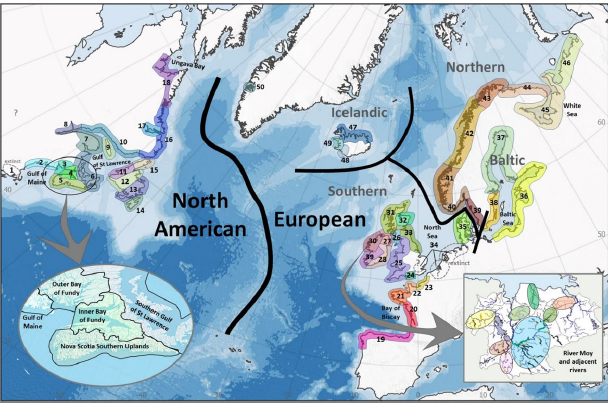 Ungava Bay
18
50
Northern
46
44
43
White
Sea
45
Icelandic
47
49
48
42
37
Baltic
?
8
17
16
9
10
Gulf
of St Lawrence
15
extinct
1
2
3
4
5
6
Gulf of
Maine
11
12
13
14
North
American
European
Southern
41
40
39
38
36
35
Baltic
Sea
31
32
33
30
27
26
39
28
25
North
Sea
34
extinct
24
23
22
21
20
Bay of
Biscay
19
60
50
40
Outer Bay
of Fundy
Gulf of
Maine
Inner Bay
of Fundy
Southern Gulf
of St Lawrence
Nova Scotia Southern Uplands
River Moy
and adjacent
rivers